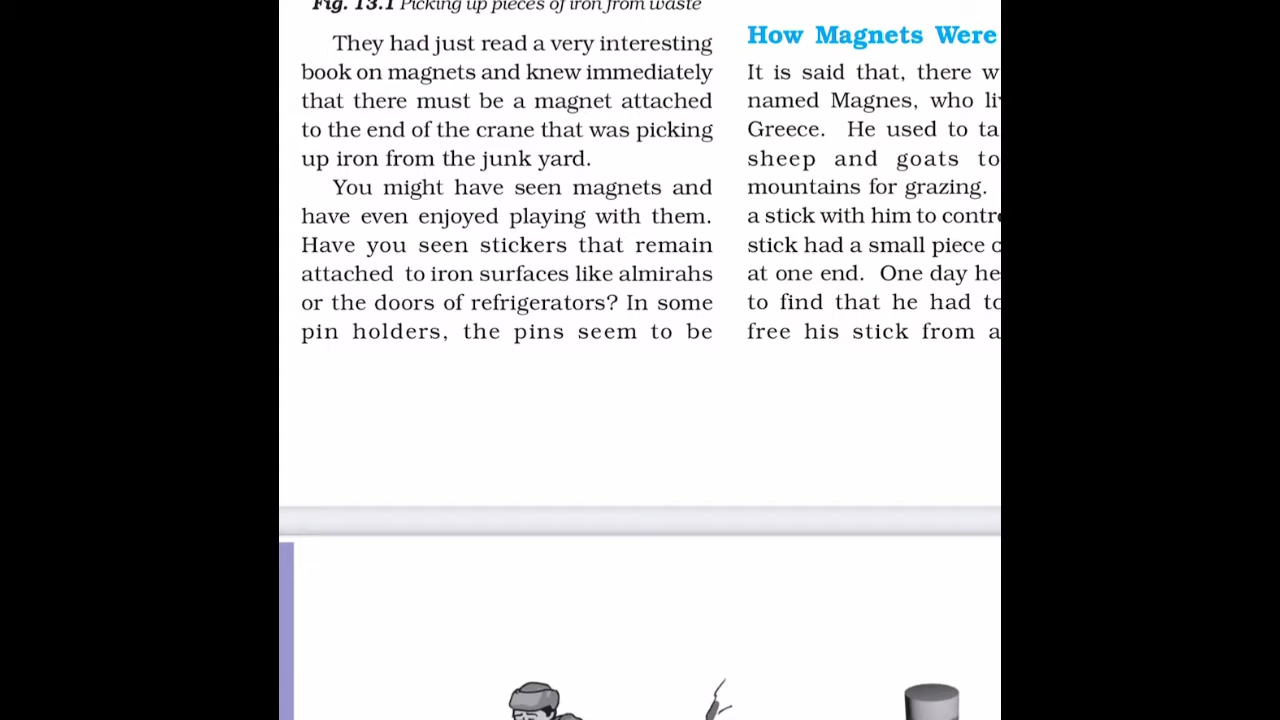 Fig. 13.1 Picking up pieces of iron from waste
They had just read a very interesting
book on magnets and knew immediately
that there must be a magnet attached
to the end of the crane that was picking
up iron from the junk yard.
You might have seen magnets and
have even enjoyed playing with them.
Have you seen stickers that remain
attached to iron surfaces like almirahs
or the doors of refrigerators? In some
pin holders, the pins seem to be
How Magnets Were
It is said that, there w
named Magnes, who li
Greece. He used to ta
sheep and goats to
mountains for grazing.
a stick with him to contr
stick had a small piece
at one end. One day he
to find that he had to
free his stick from a